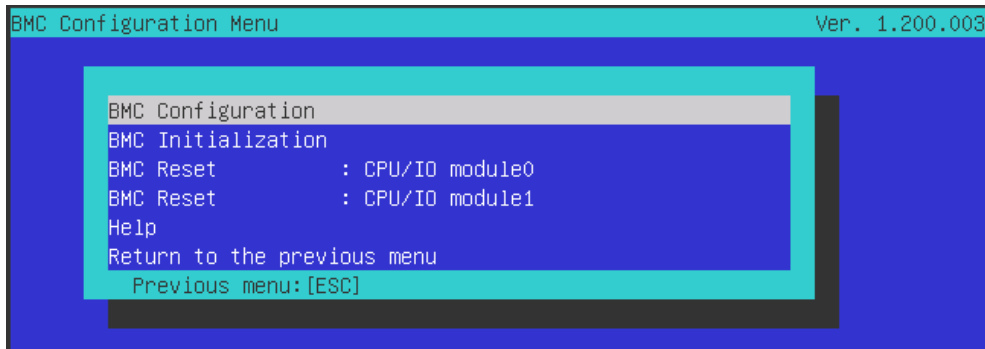 BMC Configuration Menu Ver. 1.200.003
BMC Configuration
BMC Initialization
BMC Reset : CPU/IO module0
BMC Reset : CPU/IO module1
Help
Return to the previous menu
Previous menu:[ESC]